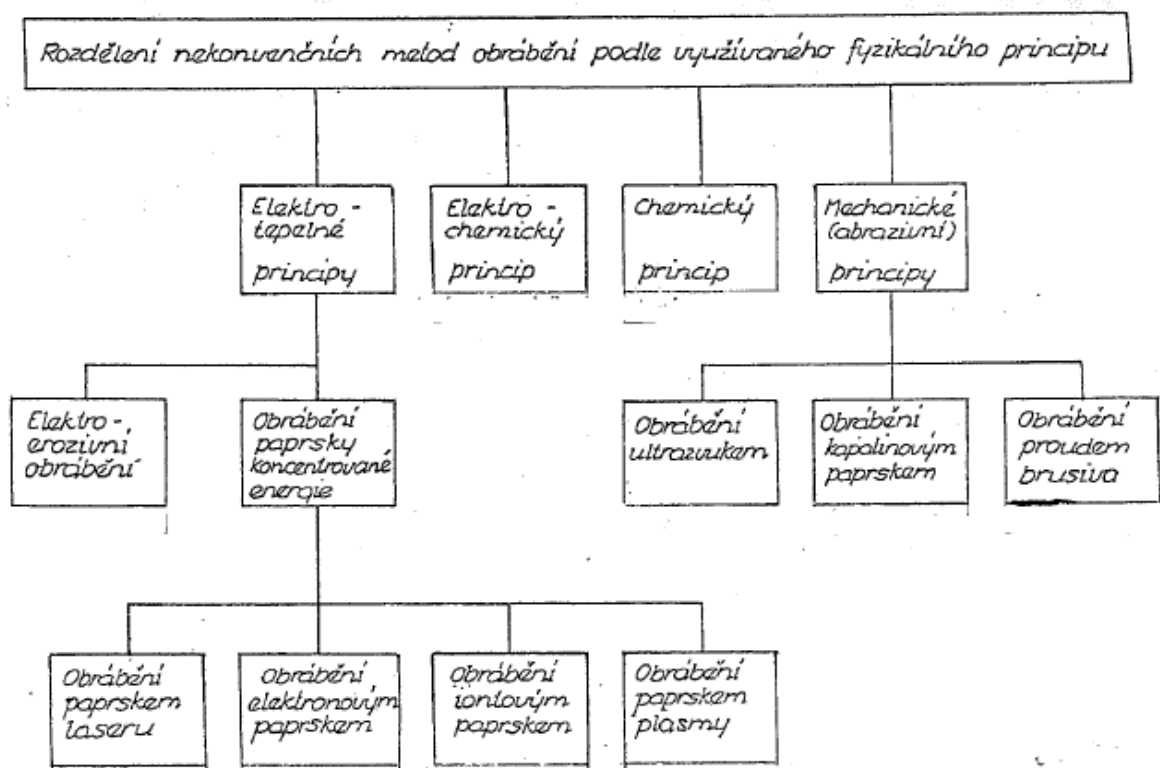 Rozdělení nekonvenčních metod obrábění podle využívaného fyzikálního principu
Elektro -
tepelné
principy
Elektro -
chemický
princip
Chemický
princip
Mechanické
(abrazivní)
principy
Elektro -
erozivní
obrábění
Obrábění
paprsky
koncentrované
energie
Obrábění
ultrazvukem
Obrábění
kapalinovým
paprskem
Obrábění
proudem
brusiva
Obrábění
paprskem
laseru
Obrábění
elektronovým
paprskem
Obrábění
iontovým
paprskem
Obrábění
paprskem
plasmy